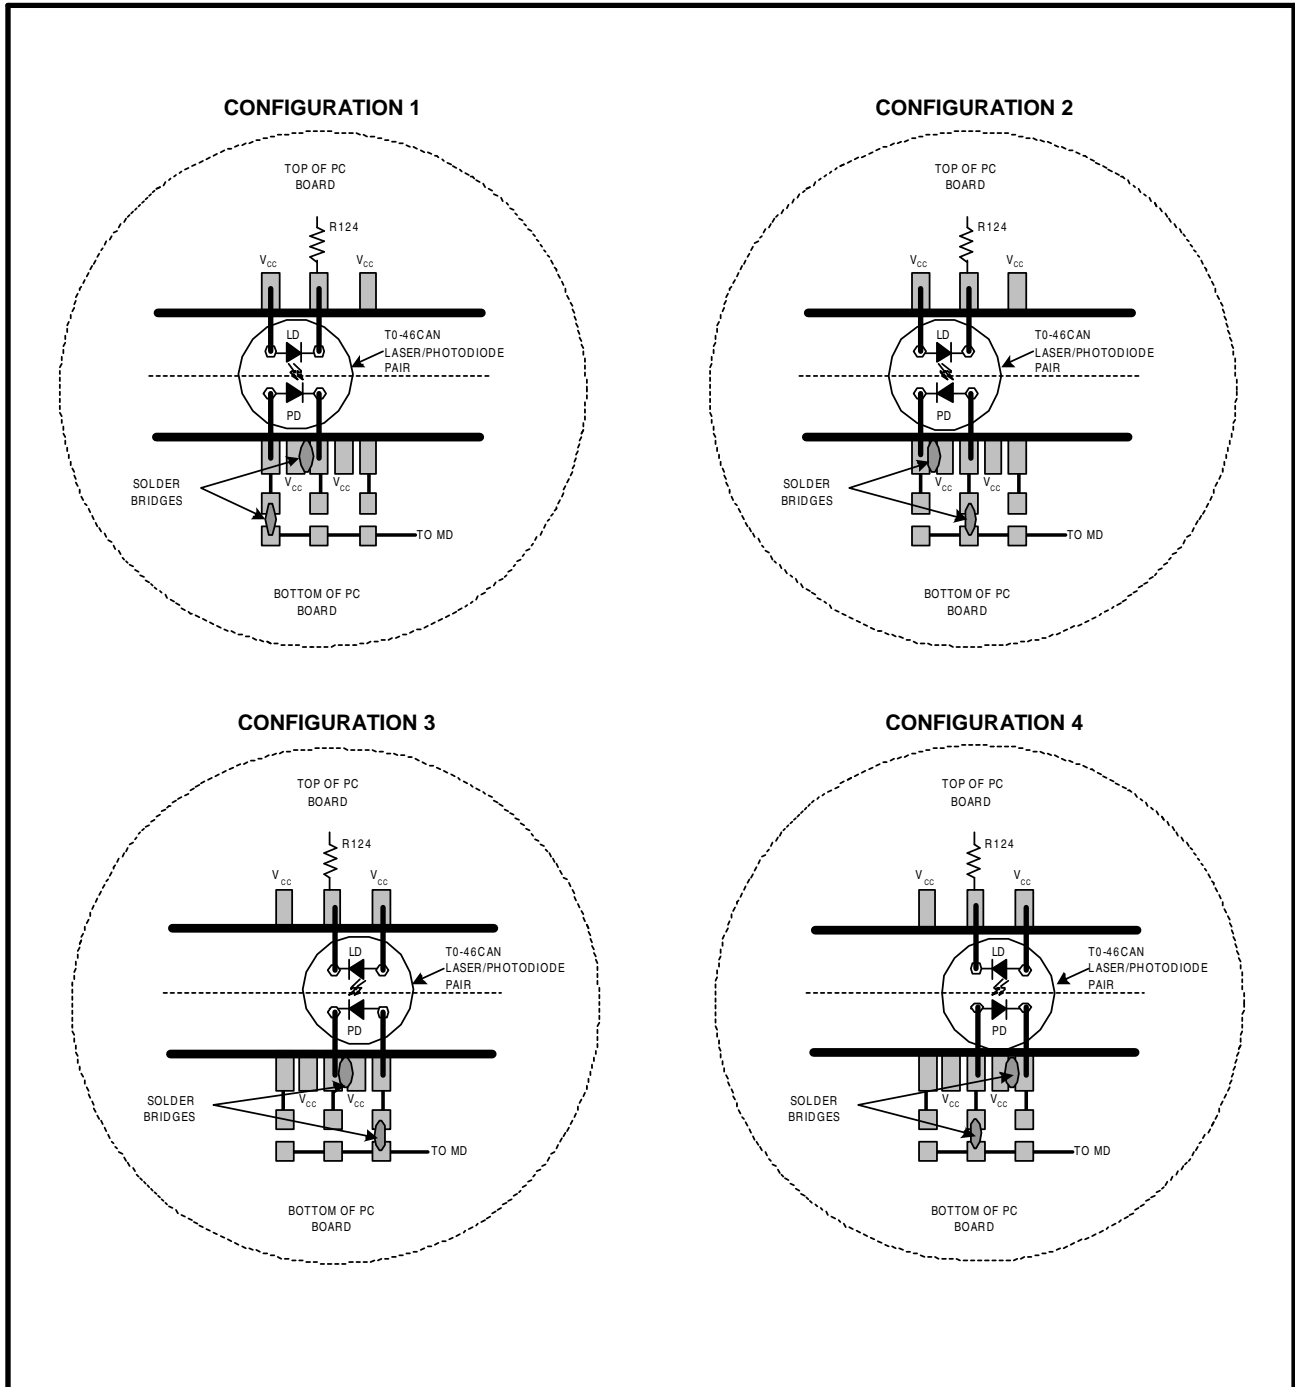 CONFIGURATION 1
TOP OF PC
BOARD
R124
VCC
VCC
LD
T0-46CAN
LASER/PHOTODIODE
PAIR
PD
SOLDER
BRIDGES
VCC
VCC
TO MD
BOTTOM OF PC
BOARD
CONFIGURATION 2
TOP OF PC
BOARD
R124
VCC
VCC
LD
T0-46CAN
LASER/PHOTODIODE
PAIR
PD
SOLDER
BRIDGES
VCC
VCC
TO MD
BOTTOM OF PC
BOARD
CONFIGURATION 3
TOP OF PC
BOARD
R124
VCC
VCC
LD
T0-46CAN
LASER/PHOTODIODE
PAIR
PD
SOLDER
BRIDGES
VCC
VCC
TO MD
BOTTOM OF PC
BOARD
CONFIGURATION 4
TOP OF PC
BOARD
R124
VCC
VCC
LD
T0-46CAN
LASER/PHOTODIODE
PAIR
PD
SOLDER
BRIDGES
VCC
VCC
TO MD
BOTTOM OF PC
BOARD